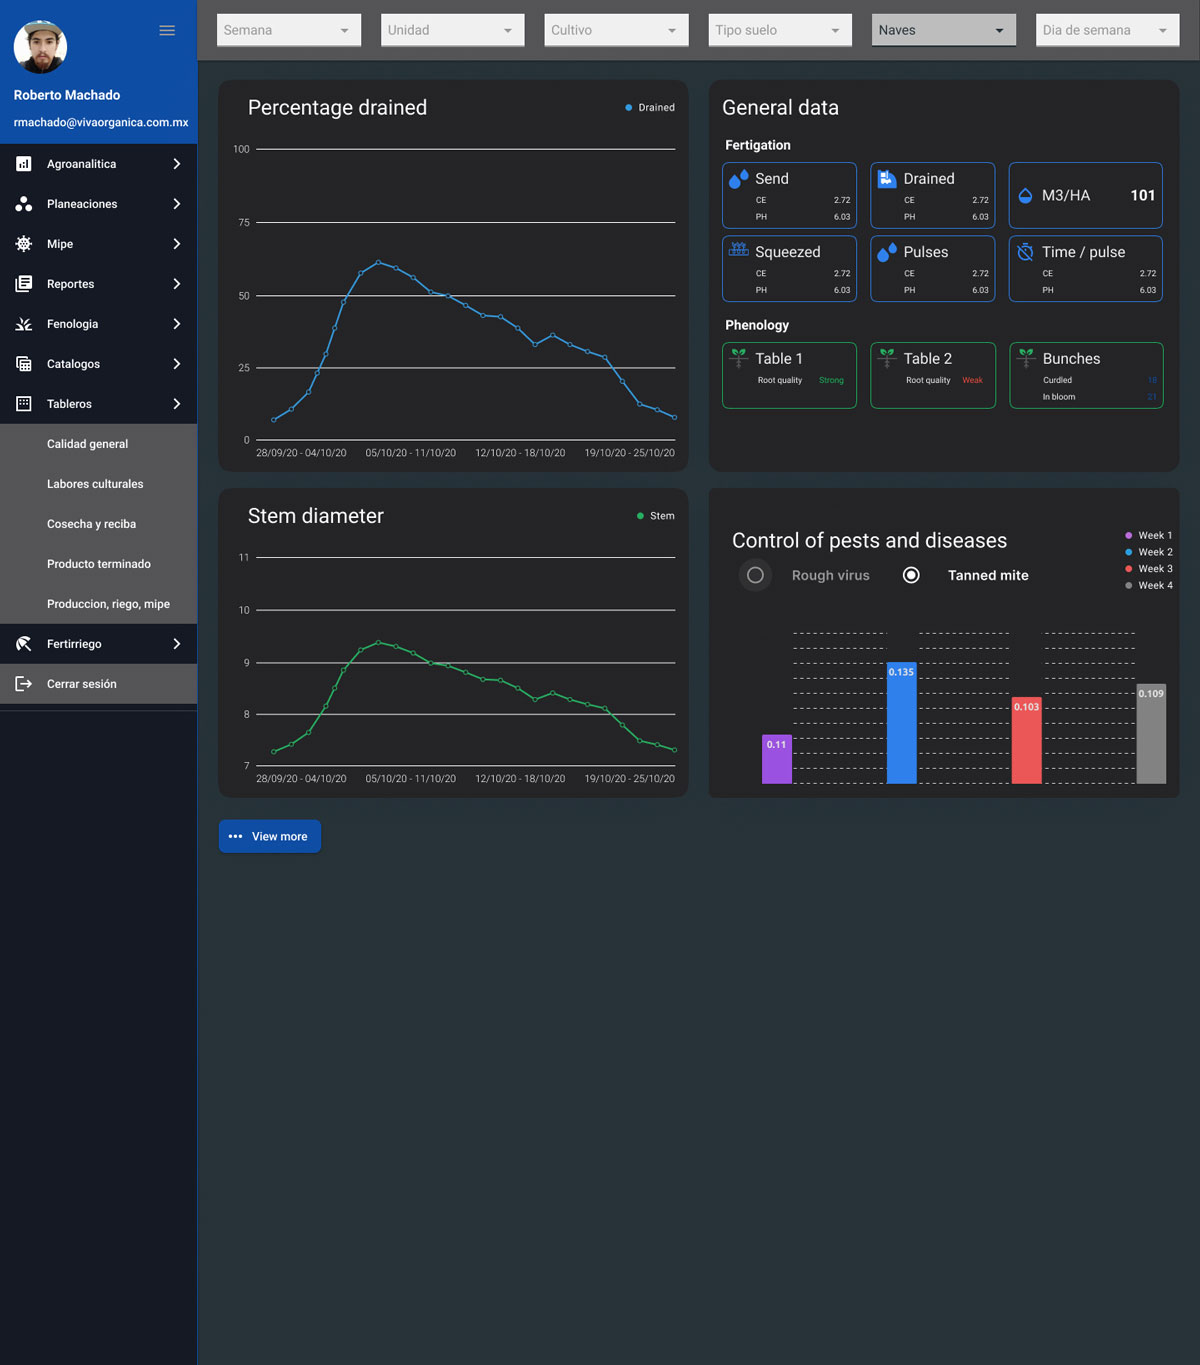 Roberto Machado
rmachado@vivaorganica.com.mx
Agroanalitica
Planeaciones
Mipe
Reportes
Fenologia
Catalogos
Tableros
Calidad general
Labores culturales
Cosecha y reciba
Producto terminado
Produccion, riego, mipe
Fertirriego
Cerrar sesión
Semana
Unidad
Cultivo
Tipo suelo
Naves
Dia de semana
Percentage drained
Drained
100
75
50
25
0
28/09/20 - 04/10/20 05/10/20 - 11/10/20 12/10/20 - 18/10/20 19/10/20 - 25/10/20
General data
Fertigation
Send
CE 2.72
PH 6.03
Drained
CE 2.72
PH 6.03
M3/HA 101
Squeezed
CE 2.72
PH 6.03
Pulses
CE 2.72
PH 6.03
Time / pulse
CE 2.72
PH 6.03
Phenology
Table 1
Root quality Strong
Table 2
Root quality Weak
Bunches
Curdled 18
In bloom 21
Stem diameter
Stem
11
10
9
8
7
28/09/20 - 04/10/20 05/10/20 - 11/10/20 12/10/20 - 18/10/20 19/10/20 - 25/10/20
Control of pests and diseases
Rough virus
Tanned mite
Week 1
Week 2
Week 3
Week 4
0.11
0.135
0.103
0.109
View more